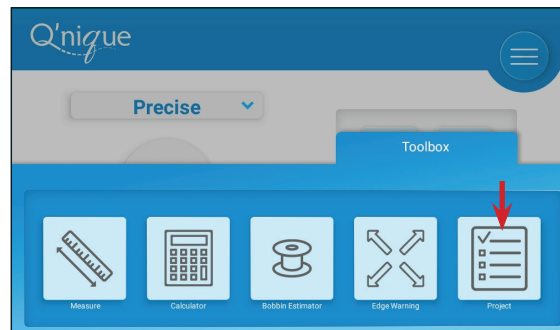 Q'nique
Precise
Toolbox
Measure
Calculator
Bobbin Estimator
Edge Warning
Project